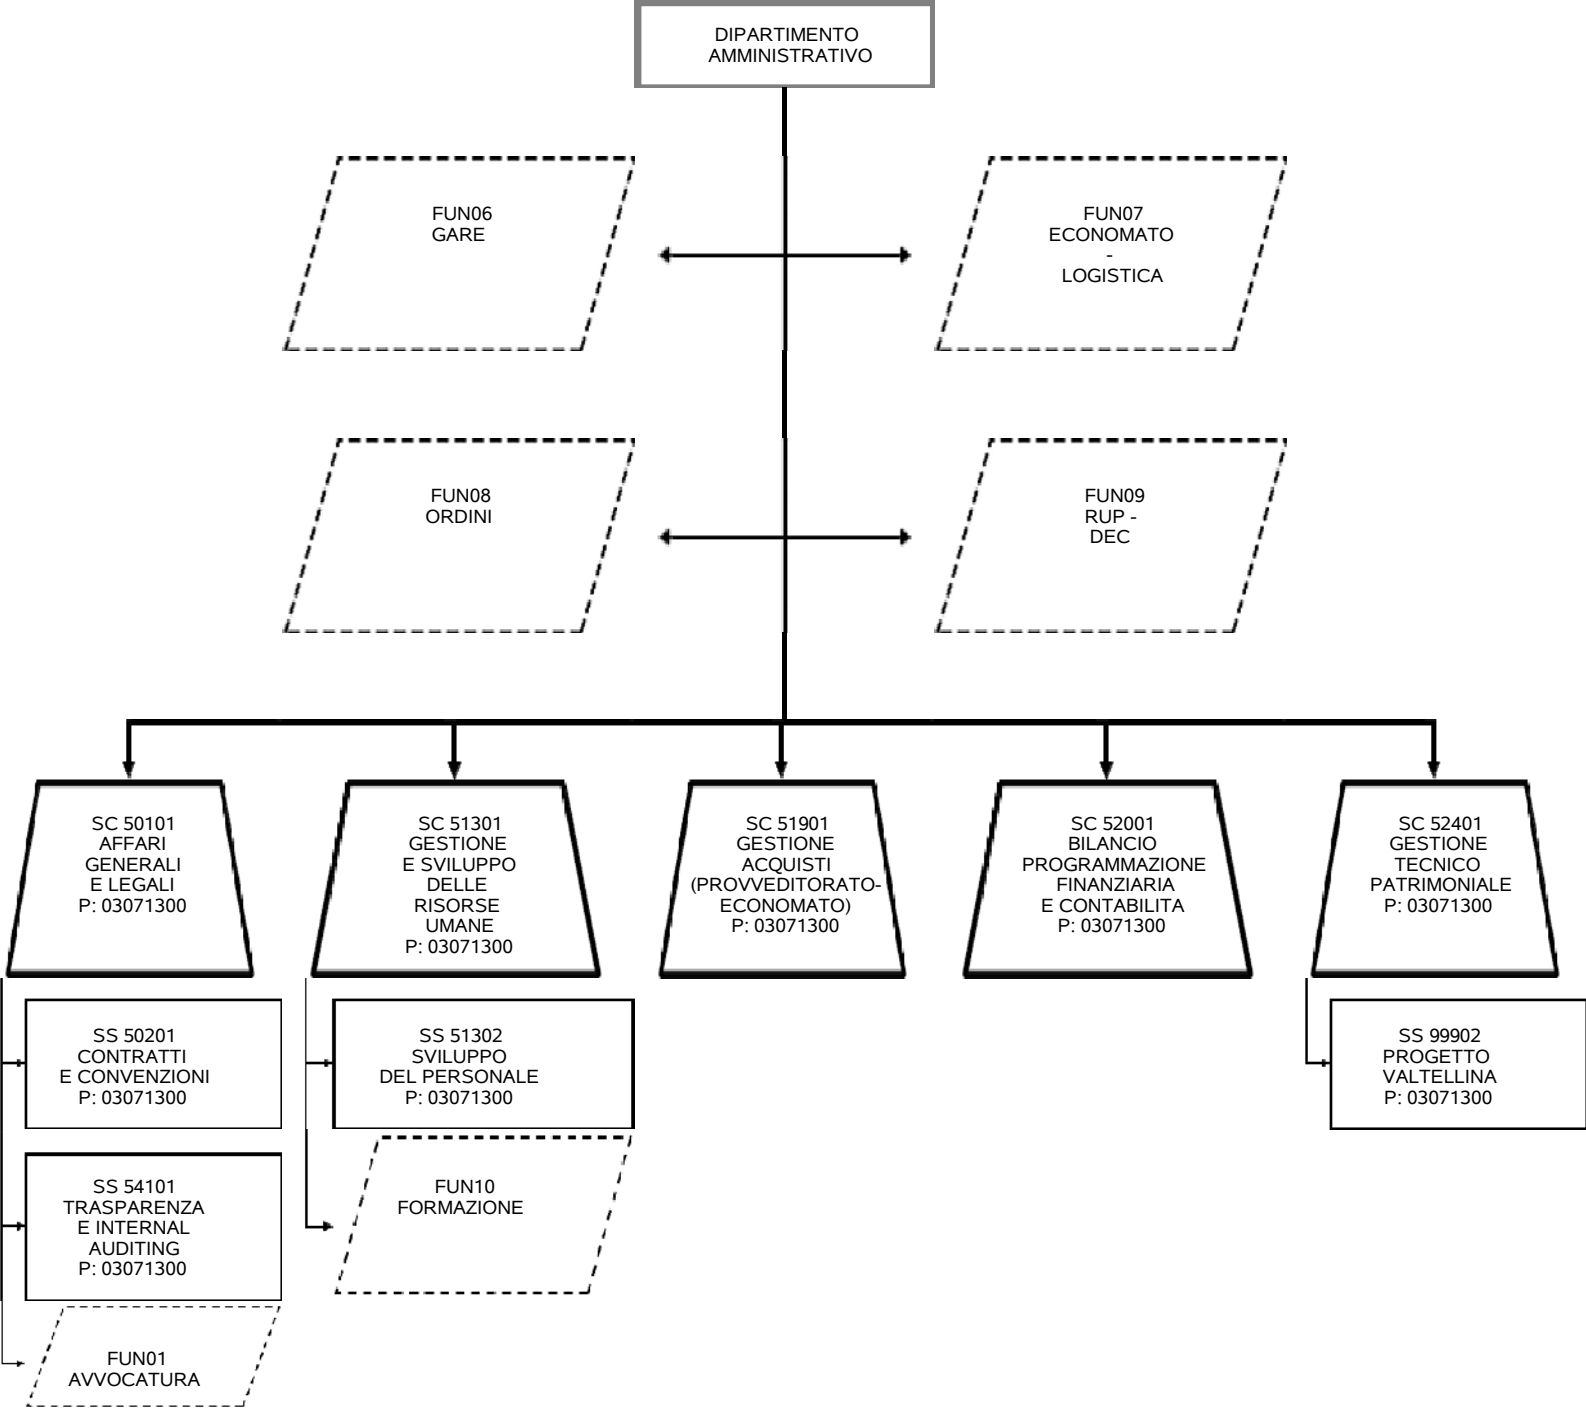 DIPARTIMENTO
AMMINISTRATIVO
FUN06
GARE
FUN07
ECONOMATO
-
LOGISTICA
FUN08
ORDINI
FUN09
RUP -
DEC
SC 50101
AFFARI
GENERALI
E LEGALI
P: 03071300
SC 51301
GESTIONE
E SVILUPPO
DELLE
RISORSE
UMANE
P: 03071300
SC 51901
GESTIONE
ACQUISTI
(PROVVEDITORATO-
ECONOMATO)
P: 03071300
SC 52001
BILANCIO
PROGRAMMAZIONE
FINANZIARIA
E CONTABILITA
P: 03071300
SC 52401
GESTIONE
TECNICO
PATRIMONIALE
P: 03071300
SS 50201
CONTRATTI
E CONVENZIONI
P: 03071300
SS 51302
SVILUPPO
DEL PERSONALE
P: 03071300
SS 99902
PROGETTO
VALTELLINA
P: 03071300
SS 54101
TRASPARENZA
E INTERNAL
AUDITING
P: 03071300
FUN10
FORMAZIONE
FUN01
AVVOCATURA